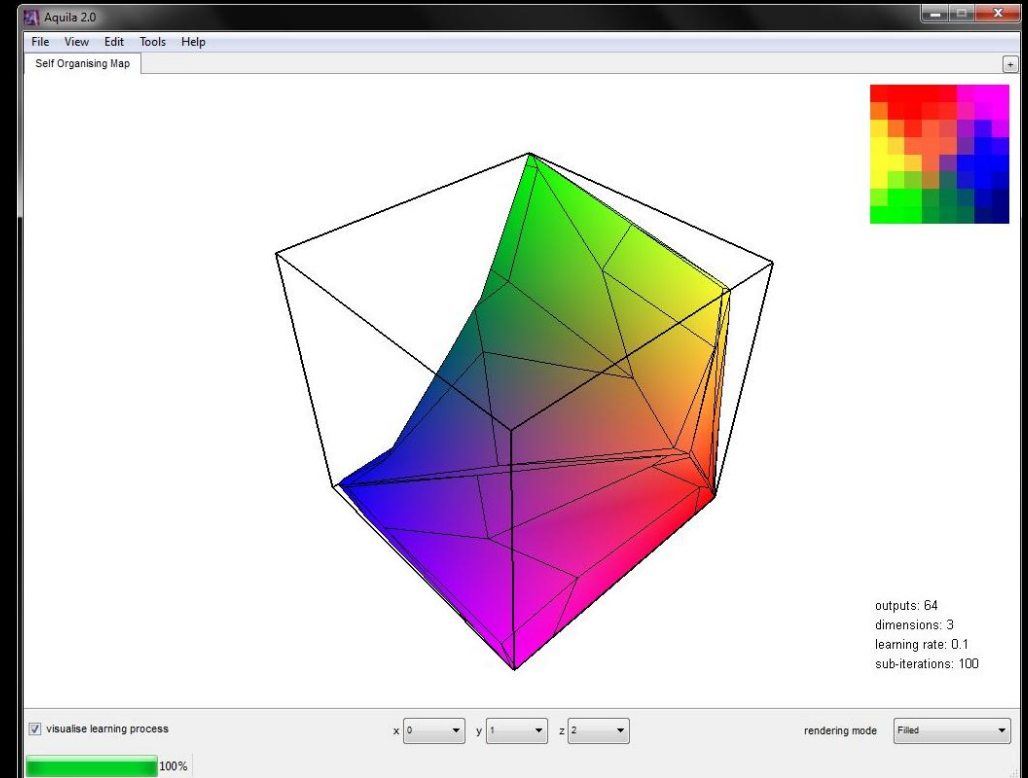 Aquila 2.0
File View Edit Tools Help
Self Organising Map
+
outputs: 64
dimensions: 3
learning rate: 0.1
sub-iterations: 100
visualise learning process x 0 y 1 z 2 rendering mode Filled
100%